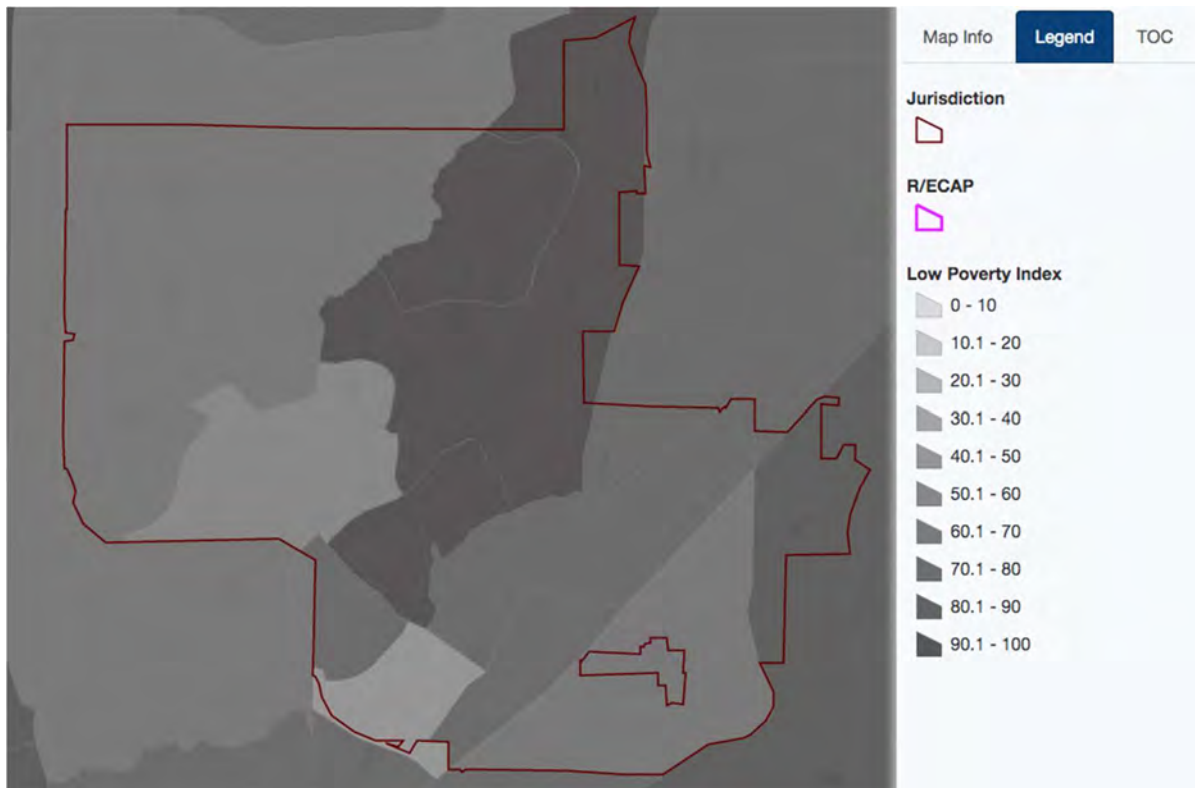 Map Info Legend TOC
Jurisdiction
R/ECAP
Low Poverty Index
0 - 10
10.1 - 20
20.1 - 30
30.1 - 40
40.1 - 50
50.1 - 60
60.1 - 70
70.1 - 80
80.1 - 90
90.1 - 100